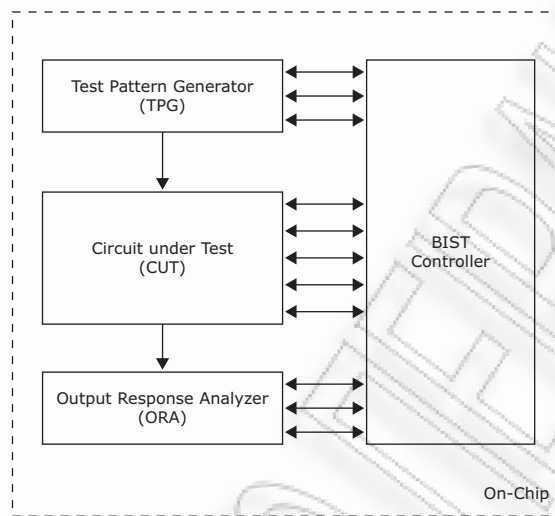 Test Pattern Generator
(TPG)
Circuit under Test
(CUT)
BIST
Controller
Output Response Analyzer
(ORA)
On-Chip